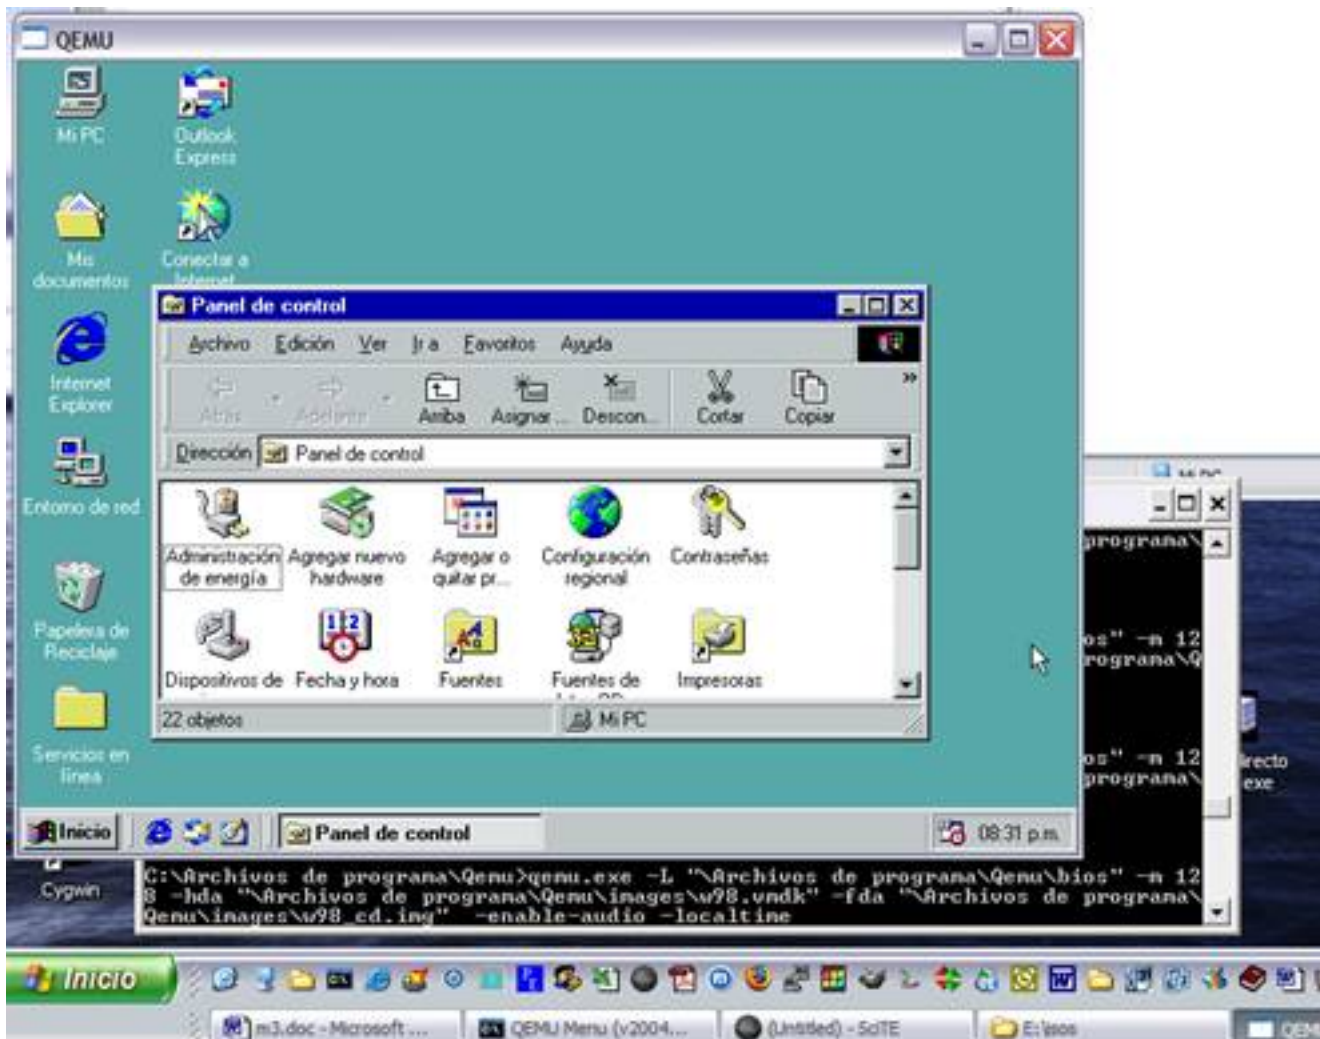 QEMU
Mi PC
Outlook
Express
Mis
documentos
Conectar a
Internet
Internet
Explorer
Entorno de red
Papelera de
Reciclaje
Servicios en
línea
Panel de control
Archivo Edición Ver Ir a Favoritos Ayuda
Atrás Adelante Arriba Asignar ... Descon... Cortar Copiar
Dirección Panel de control
Administración
de energía
Agregar nuevo
hardware
Agregar o
quitar pr...
Configuración
regional
Contraseñas
Dispositivos de
Fecha y hora
Fuentes
Fuentes de
Impresoras
22 objetos Mi PC
Inicio Panel de control 08:31 p.m.
Mi PC
programa\
os" -m 12
rograma\Q
os" -m 12
programa\
irecto
exe
Cygwin
C:\Archivos de programa\Qemu>qemu.exe -L "\Archivos de programa\Qemu\bios" -m 12
8 -hda "\Archivos de programa\Qemu\images\w98.vmdk" -fda "\Archivos de programa\
Qemu\images\w98_cd.img" -enable-audio -localtime
Inicio
m3.doc - Microsoft ... QEMU Menu (v2004... (Untitled) - SciTE E:\isos QEM